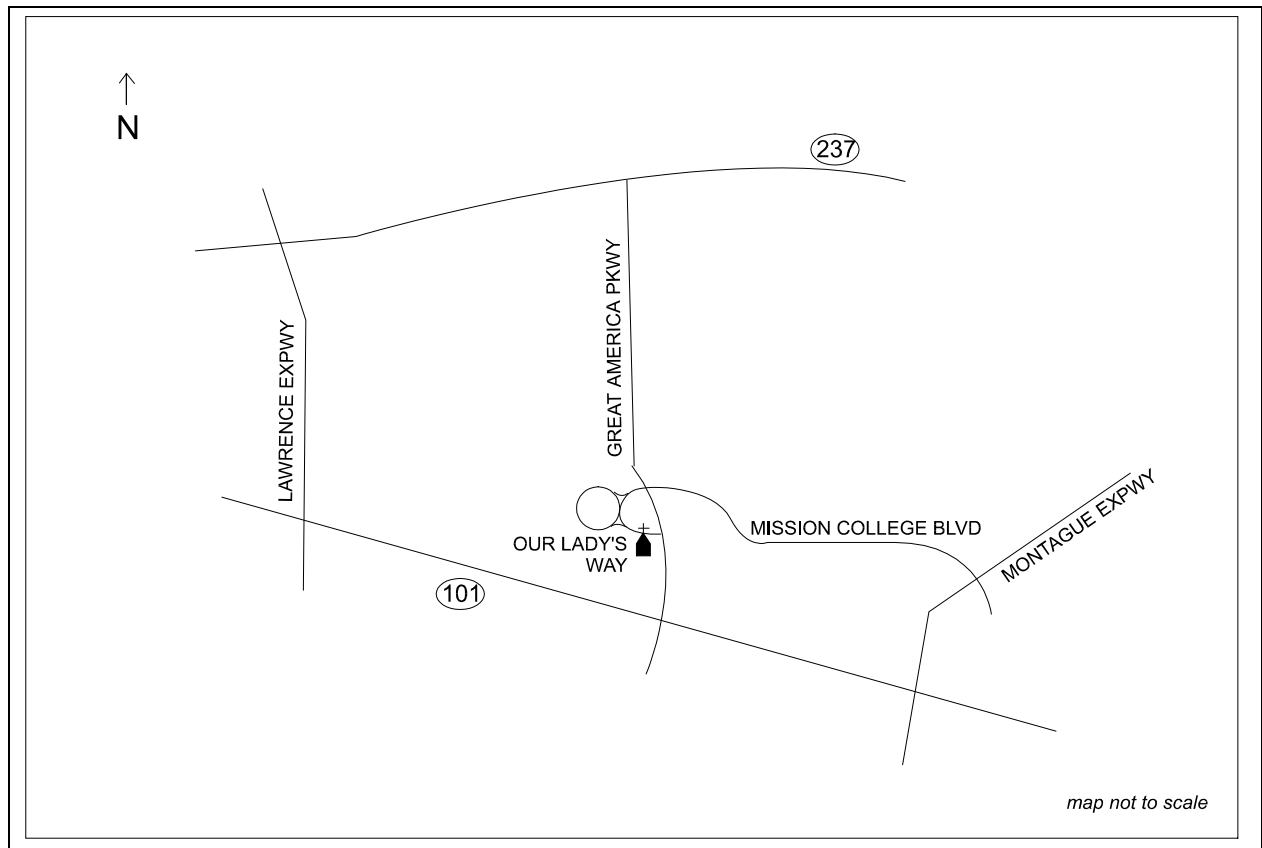 N
237
GREAT AMERICA PKWY
LAWRENCE EXPWY
MONTAGUE EXPWY
MISSION COLLEGE BLVD
OUR LADY'S
WAY
101
map not to scale